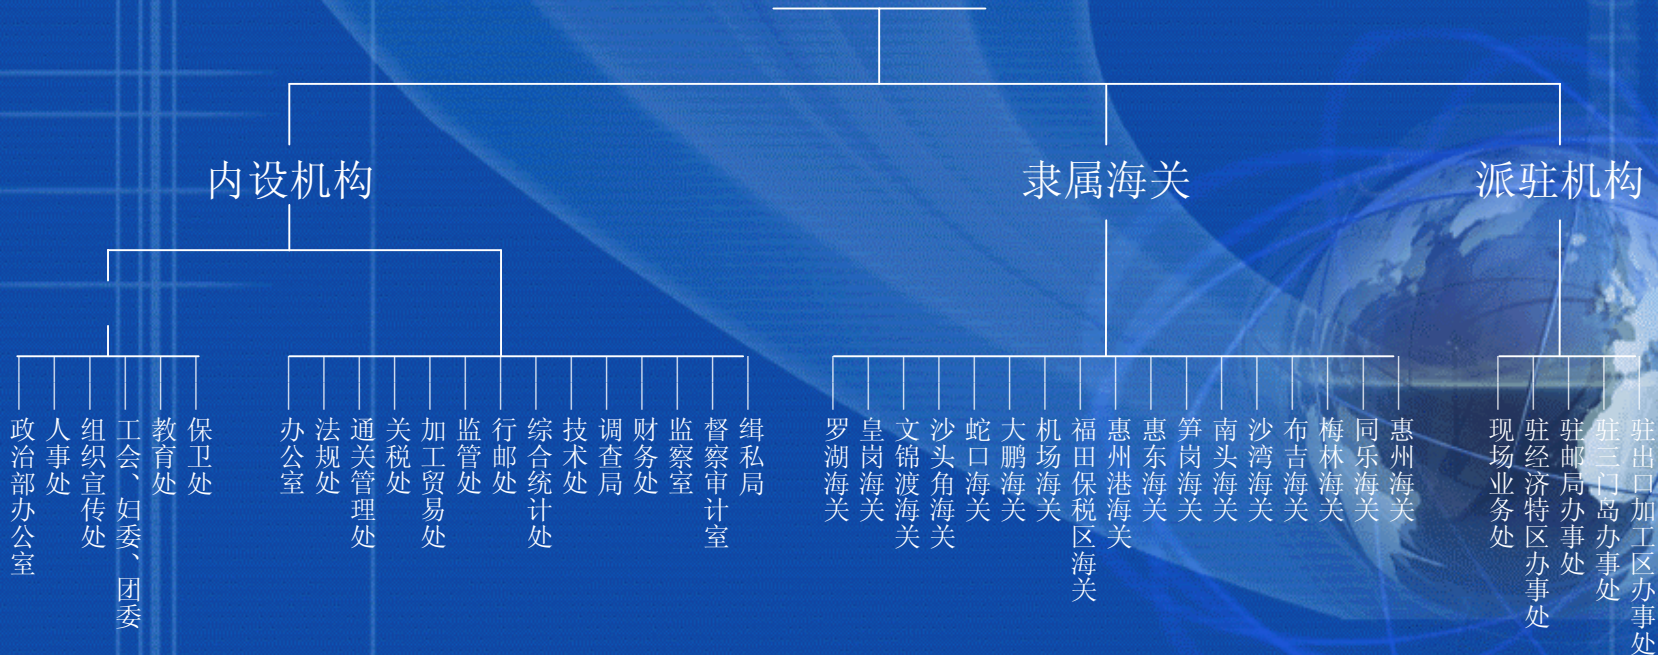 内设机构
隶属海关
派驻机构
政治部办公室
人事处
组织宣传处
工会、妇委、团委
教育处
保卫处
办公室
法规处
通关管理处
关税处
加工贸易处
监管处
行邮处
综合统计处
技术处
调查局
财务处
监察室
督察审计室
缉私局
罗湖海关
皇岗海关
文锦渡海关
沙头角海关
蛇口海关
大鹏海关
机场海关
福田保税区海关
惠州港海关
惠东海关
笋岗海关
南头海关
沙湾海关
布吉海关
梅林海关
同乐海关
惠州海关
现场业务处
驻经济特区办事处
驻邮局办事处
驻三门岛办事处
驻出口加工区办事处